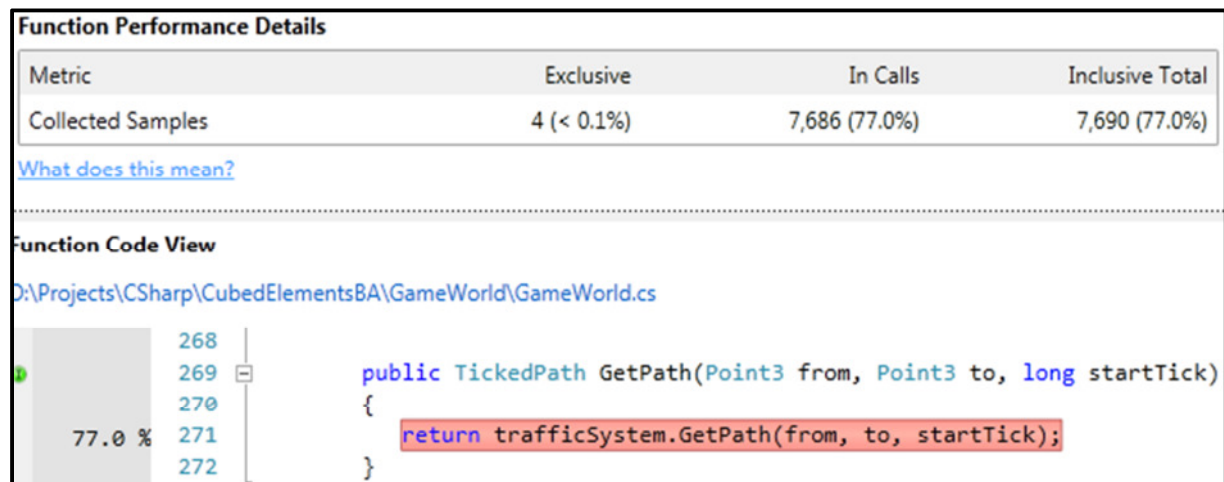 Function Performance Details
Metric Exclusive In Calls Inclusive Total
Collected Samples 4 (< 0.1%) 7,686 (77.0%) 7,690 (77.0%)
What does this mean?
Function Code View
D:\Projects\CSharp\CubedElementsBA\GameWorld\GameWorld.cs
268
269 public TickedPath GetPath(Point3 from, Point3 to, long startTick)
270 {
77.0 % 271 return trafficSystem.GetPath(from, to, startTick);
272 }